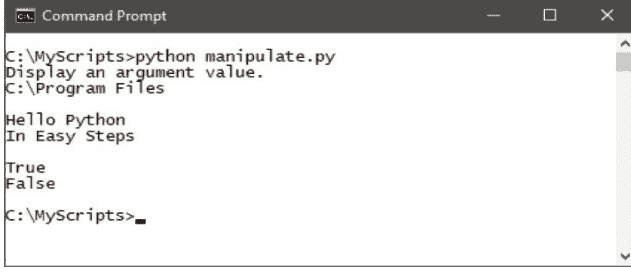 Command Prompt
C:\MyScripts>python manipulate.py
Display an argument value.
C:\Program Files
Hello Python
In Easy Steps
True
False
C:\MyScripts>